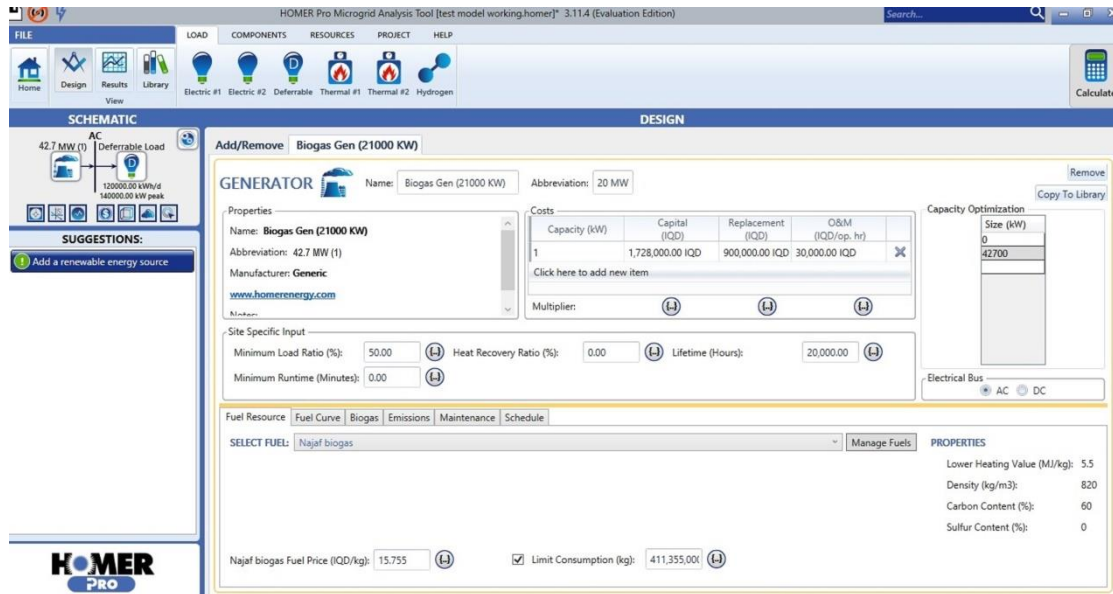 HOMER Pro Microgrid Analysis Tool [test model working.homer]* 3.11.4 (Evaluation Edition)
Search...
FILE
LOAD COMPONENTS RESOURCES PROJECT HELP
Home
Design Results Library
View
Electric #1 Electric #2 Deferrable Thermal #1 Thermal #2 Hydrogen
Calculate
SCHEMATIC
DESIGN
AC
42.7 MW (1) Deferrable Load
120000.00 kWh/d
140000.00 kW peak
SUGGESTIONS:
Add a renewable energy source
HOMER
PRO
Add/Remove Biogas Gen (21000 KW)
GENERATOR Name: Biogas Gen (21000 KW) Abbreviation: 20 MW
Remove
Copy To Library
Properties
Name: Biogas Gen (21000 KW)
Abbreviation: 42.7 MW (1)
Manufacturer: Generic
www.homerenergy.com
Notes:
Costs
Capacity (kW) Capital (IQD) Replacement (IQD) O&M (IQD/op. hr)
1 1,728,000.00 IQD 900,000.00 IQD 30,000.00 IQD
Click here to add new item
Multiplier:
Capacity Optimization
Size (kW)
0
42700
Site Specific Input
Minimum Load Ratio (%): 50.00 Heat Recovery Ratio (%): 0.00 Lifetime (Hours): 20,000.00
Minimum Runtime (Minutes): 0.00
Electrical Bus
AC DC
Fuel Resource Fuel Curve Biogas Emissions Maintenance Schedule
SELECT FUEL: Najaf biogas Manage Fuels
PROPERTIES
Lower Heating Value (MJ/kg): 5.5
Density (kg/m3): 820
Carbon Content (%): 60
Sulfur Content (%): 0
Najaf biogas Fuel Price (IQD/kg): 15.755 Limit Consumption (kg): 411,355,00